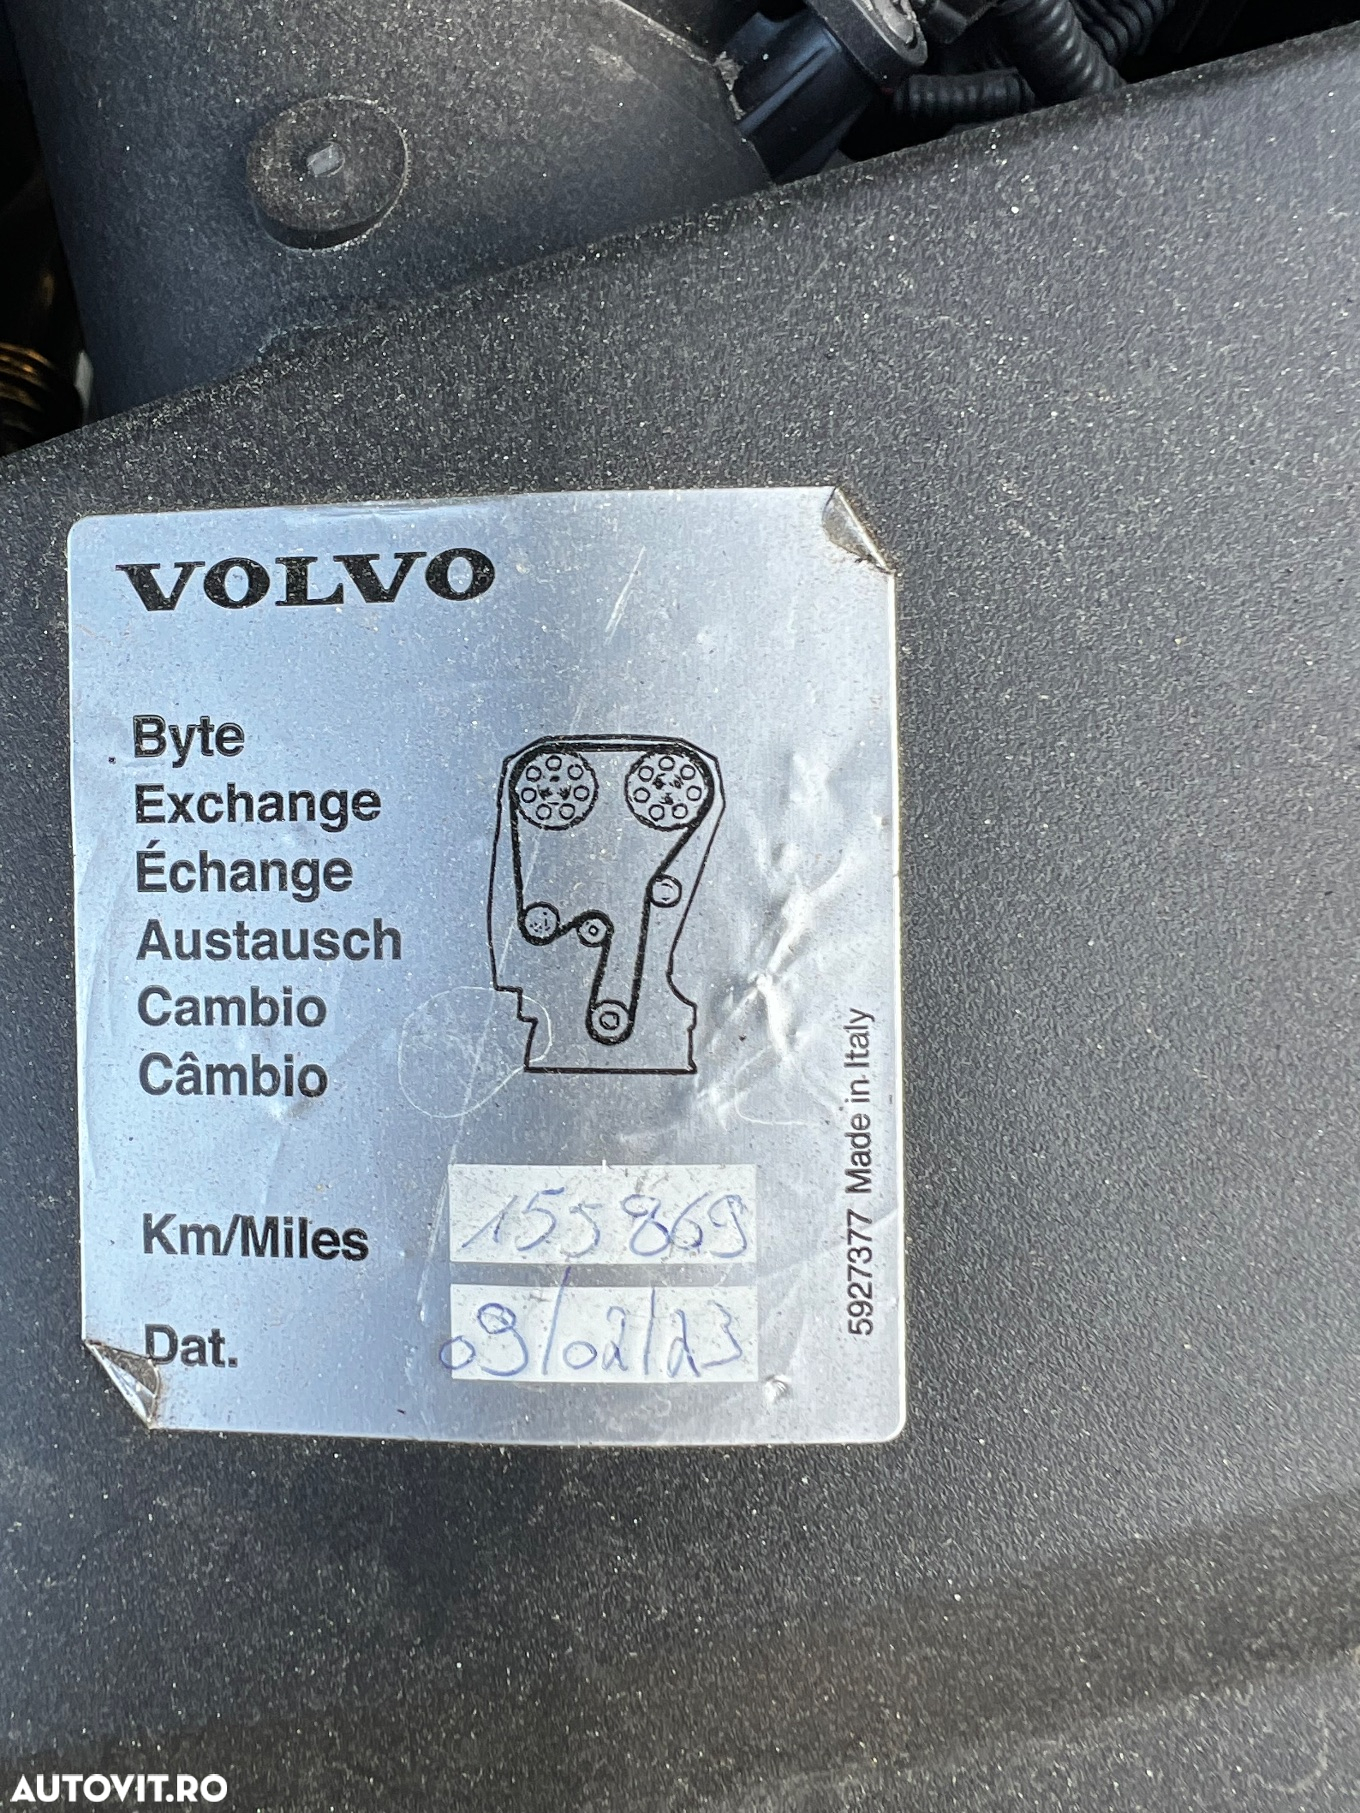 VOLVO
Byte
Exchange
Échange
Austausch
Cambio
Câmbio
Km/Miles 155869
Dat. 09/02/23
5927377 Made in Italy
AUTOVIT.RO